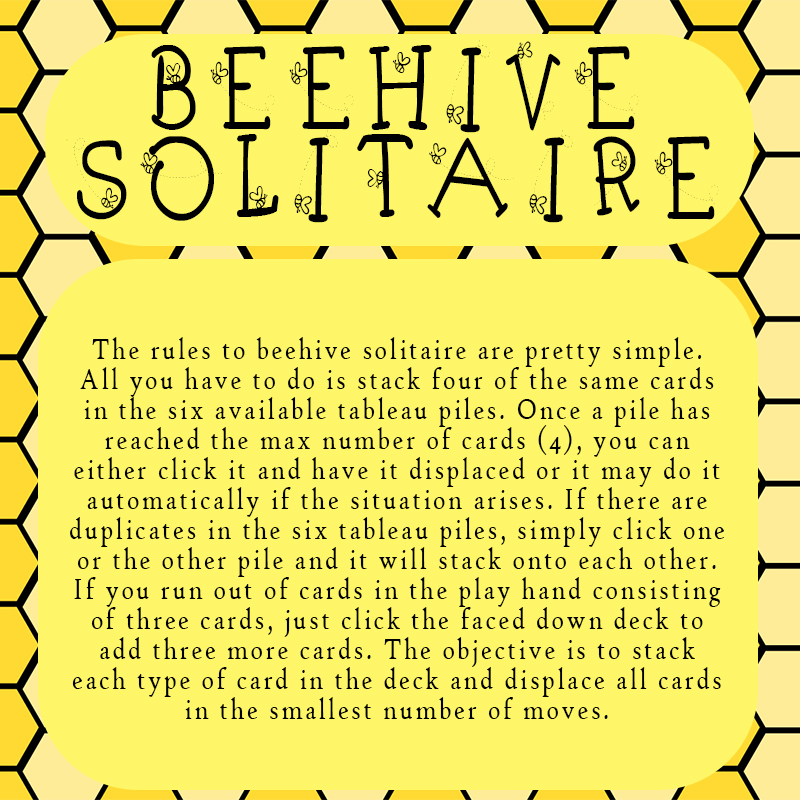 BEEHIVE
SOLITAIRE
The rules to beehive solitaire are pretty simple.
All you have to do is stack four of the same cards
in the six available tableau piles. Once a pile has
reached the max number of cards (4), you can
either click it and have it displaced or it may do it
automatically if the situation arises. If there are
duplicates in the six tableau piles, simply click one
or the other pile and it will stack onto each other.
If you run out of cards in the play hand consisting
of three cards, just click the faced down deck to
add three more cards. The objective is to stack
each type of card in the deck and displace all cards
in the smallest number of moves.